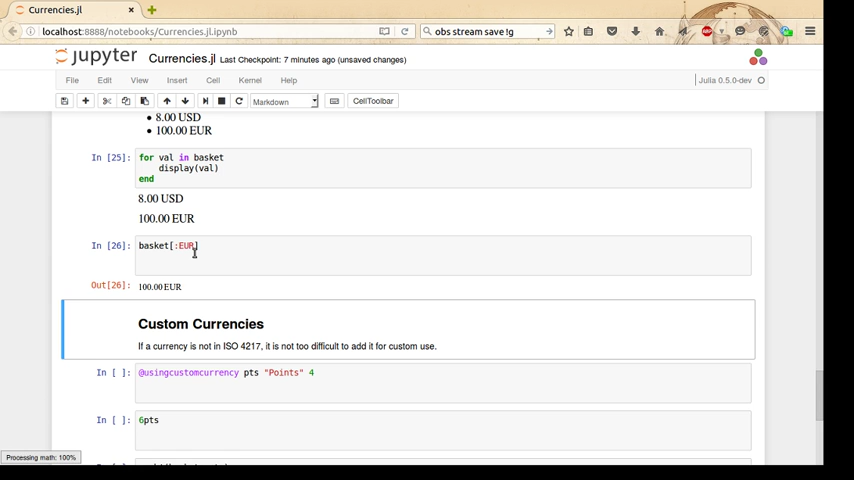 Currencies.jl
localhost:8888/notebooks/Currencies.jl.ipynb
obs stream save !g
jupyter Currencies.jl Last Checkpoint: 7 minutes ago (unsaved changes)
File Edit View Insert Cell Kernel Help
Julia 0.5.0-dev
Markdown CellToolbar
• 8.00 USD
• 100.00 EUR
In [25]: for val in basket
display(val)
end
8.00 USD
100.00 EUR
In [26]: basket[:EUR]
Out[26]: 100.00 EUR
Custom Currencies
If a currency is not in ISO 4217, it is not too difficult to add it for custom use.
In [ ]: @usingcustomcurrency pts "Points" 4
In [ ]: 6pts
Processing math: 100%